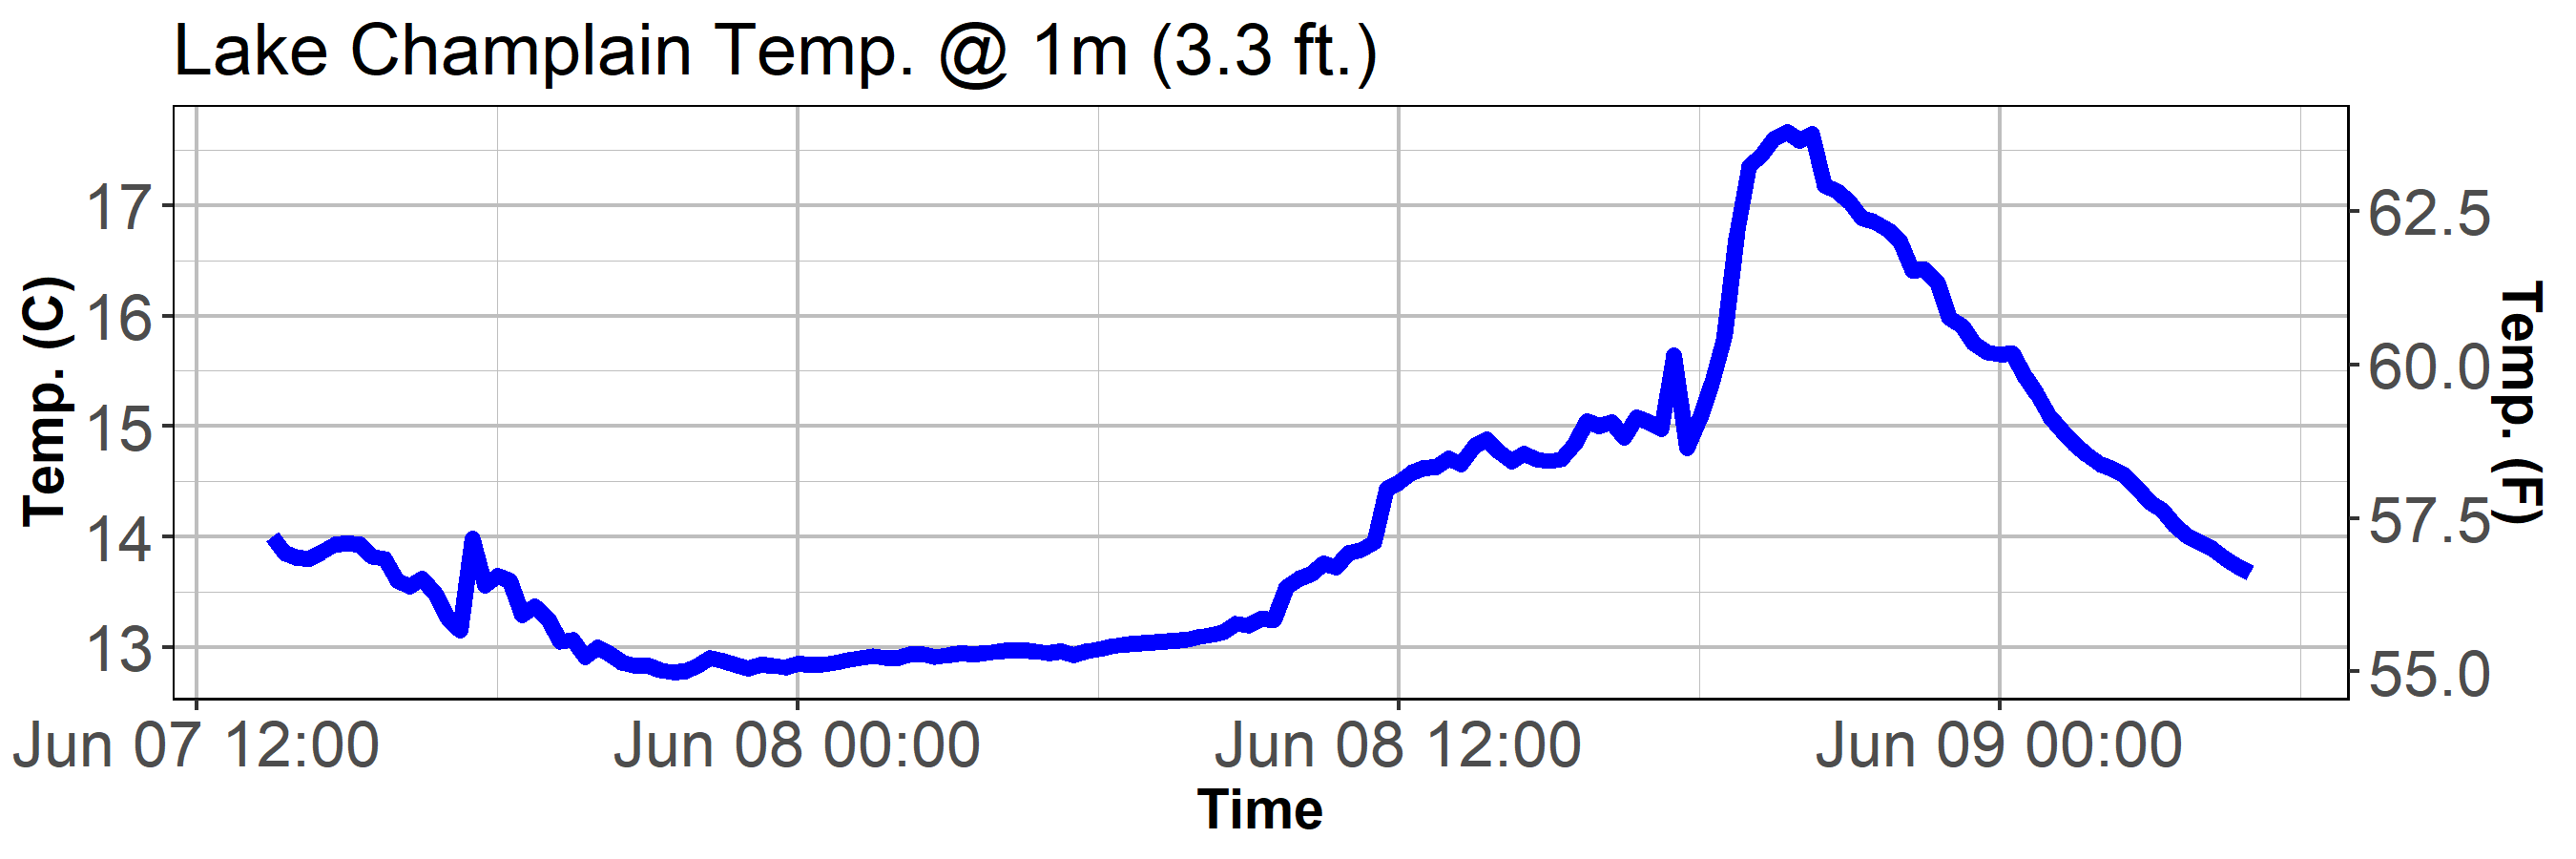 Lake Champlain Temp. @ 1m (3.3 ft.)
Temp. (C)
17
16
15
14
13
62.5
60.0
57.5
55.0
Temp. (F)
Jun 07 12:00 Jun 08 00:00 Jun 08 12:00 Jun 09 00:00
Time